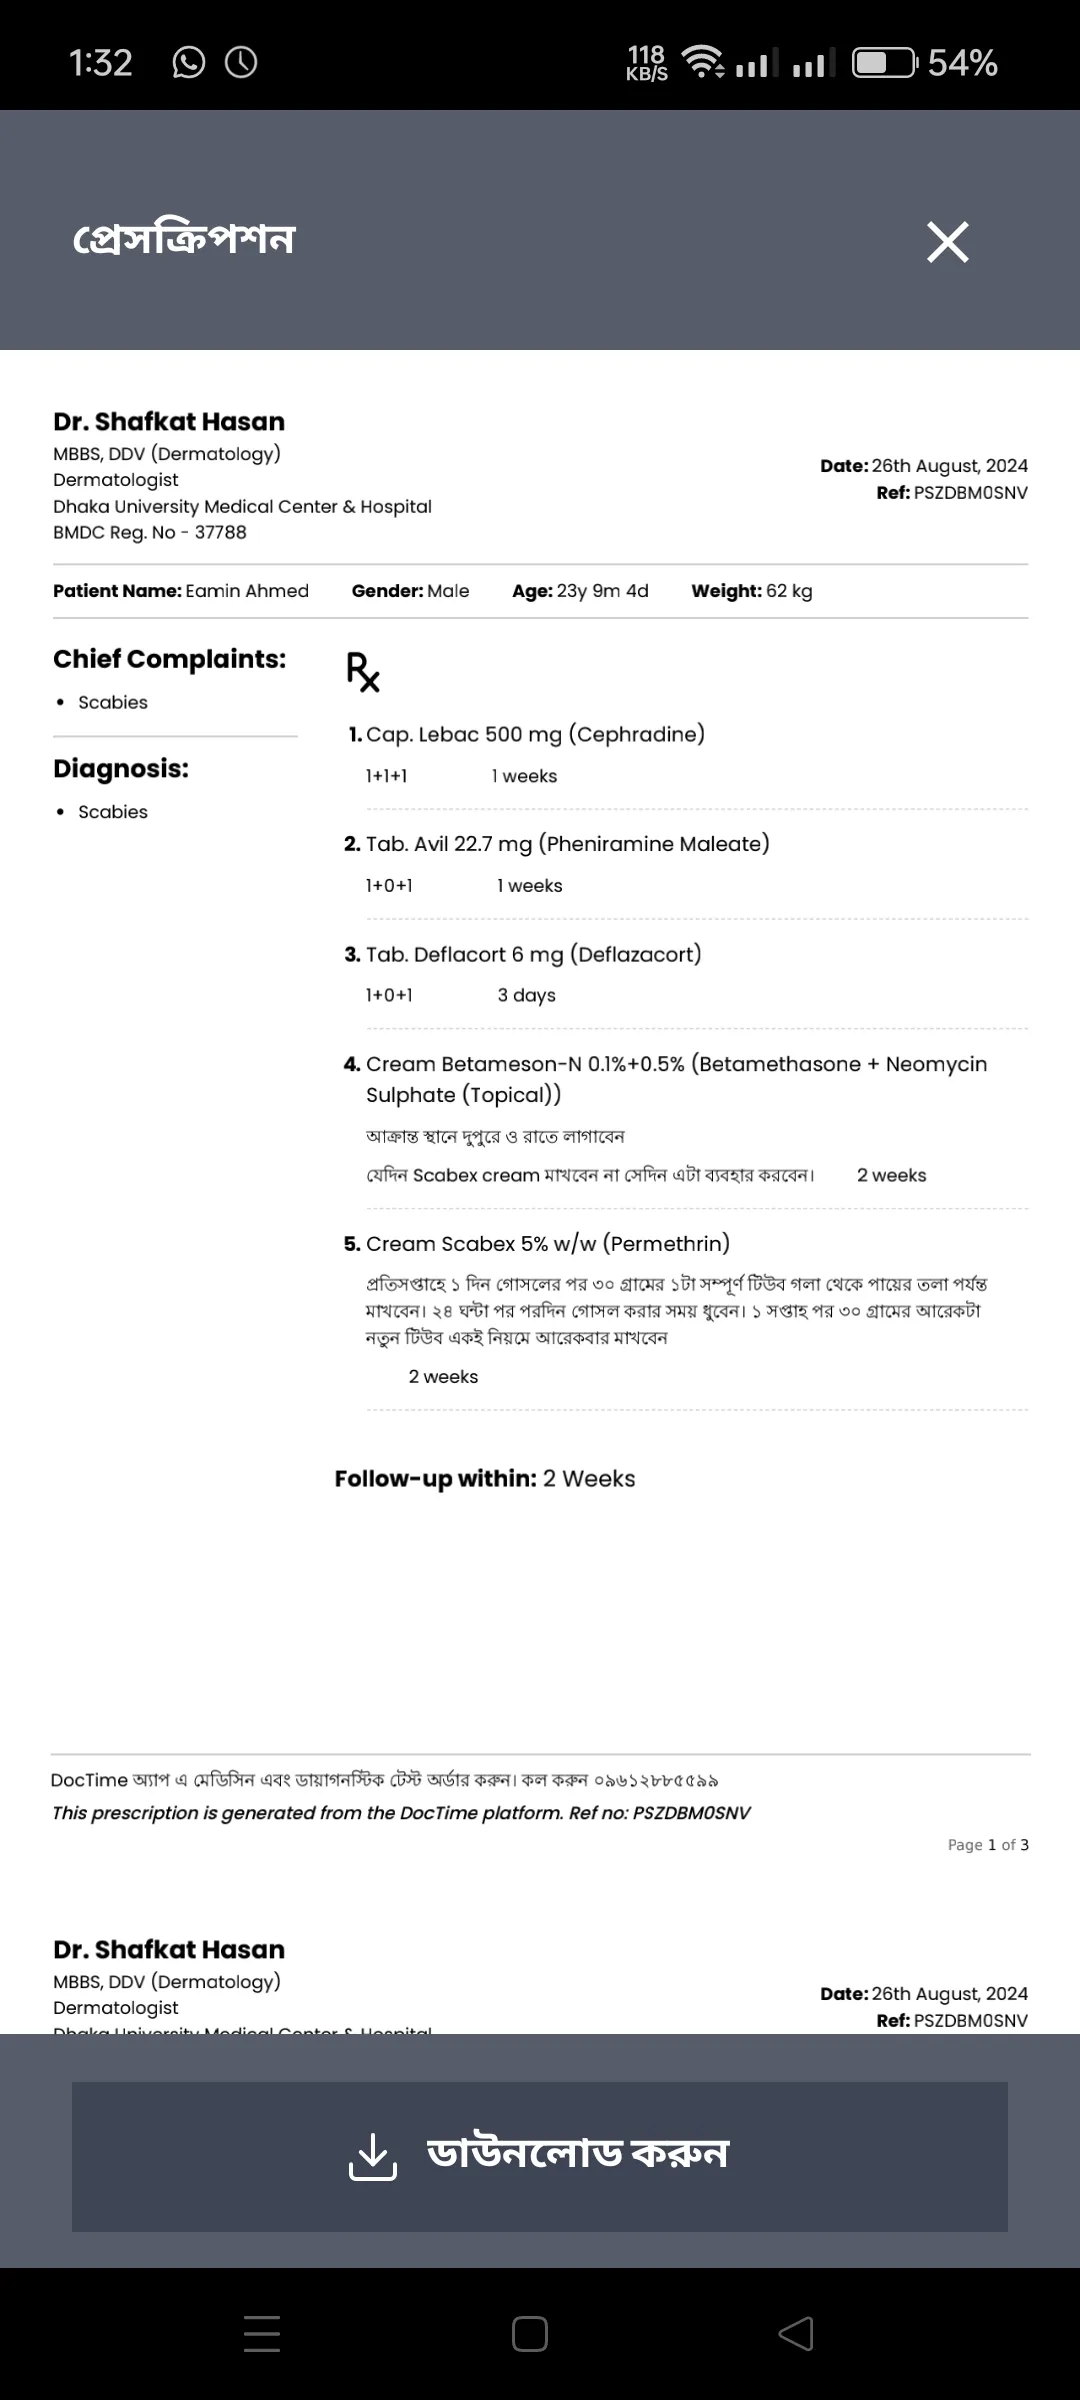 1:32
118 KB/S
54%
প্রেসক্রিপশন
Dr. Shafkat Hasan
MBBS, DDV (Dermatology)
Dermatologist
Dhaka University Medical Center & Hospital
BMDC Reg. No - 37788
Date: 26th August, 2024
Ref: PSZDBM0SNV
Patient Name: Eamin Ahmed Gender: Male Age: 23y 9m 4d Weight: 62 kg
Chief Complaints:
• Scabies
Diagnosis:
• Scabies
Rx
1. Cap. Lebac 500 mg (Cephradine)
1+1+1 1 weeks
2. Tab. Avil 22.7 mg (Pheniramine Maleate)
1+0+1 1 weeks
3. Tab. Deflacort 6 mg (Deflazacort)
1+0+1 3 days
4. Cream Betameson-N 0.1%+0.5% (Betamethasone + Neomycin
Sulphate (Topical))
আক্রান্ত স্থানে দুপুরে ও রাতে লাগাবেন
যেদিন Scabex cream মাখবেন না সেদিন এটা ব্যবহার করবেন। 2 weeks
5. Cream Scabex 5% w/w (Permethrin)
প্রতিসপ্তাহে ১ দিন গোসলের পর ৩০ গ্রামের ১টা সম্পূর্ণ টিউব গলা থেকে পায়ের তলা পর্যন্ত
মাখবেন। ২৪ ঘন্টা পর পরদিন গোসল করার সময় ধুবেন। ১ সপ্তাহ পর ৩০ গ্রামের আরেকটা
নতুন টিউব একই নিয়মে আরেকবার মাখবেন
2 weeks
Follow-up within: 2 Weeks
DocTime অ্যাপ এ মেডিসিন এবং ডায়াগনস্টিক টেস্ট অর্ডার করুন। কল করুন ০৯৬১২৮৮৫৫৯৯
This prescription is generated from the DocTime platform. Ref no: PSZDBM0SNV
Page 1 of 3
Dr. Shafkat Hasan
MBBS, DDV (Dermatology)
Dermatologist
Dhaka University Medical Center & Hospital
Date: 26th August, 2024
Ref: PSZDBM0SNV
ডাউনলোড করুন